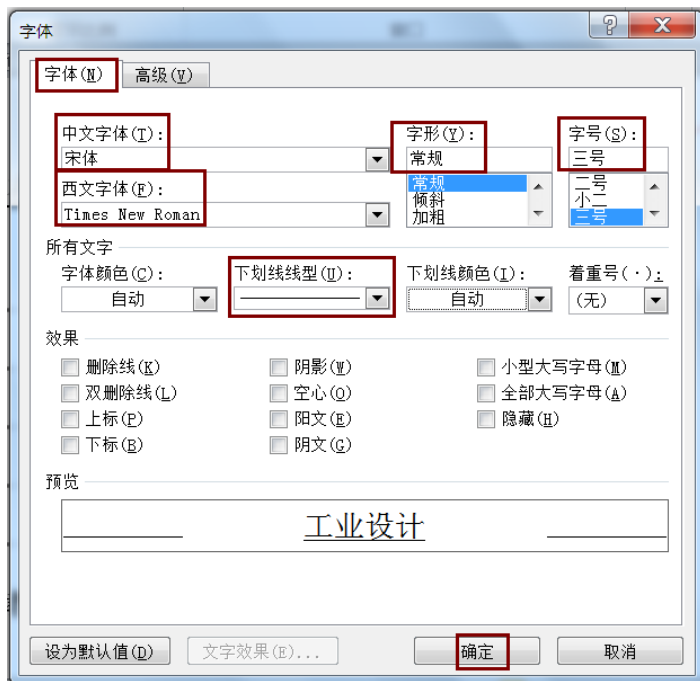 字体
字体(N) 高级(V)
中文字体(T): 字形(Y): 字号(S):
宋体 常规 三号
西文字体(F): 常规 二号
Times New Roman 倾斜 小二
加粗 三号
所有文字
字体颜色(C): 下划线线型(U): 下划线颜色(I): 着重号(·):
自动 自动 (无)
效果
删除线(K) 阴影(W) 小型大写字母(M)
双删除线(L) 空心(O) 全部大写字母(A)
上标(P) 阳文(E) 隐藏(H)
下标(B) 阴文(G)
预览
工业设计
设为默认值(D) 文字效果(E)... 确定 取消